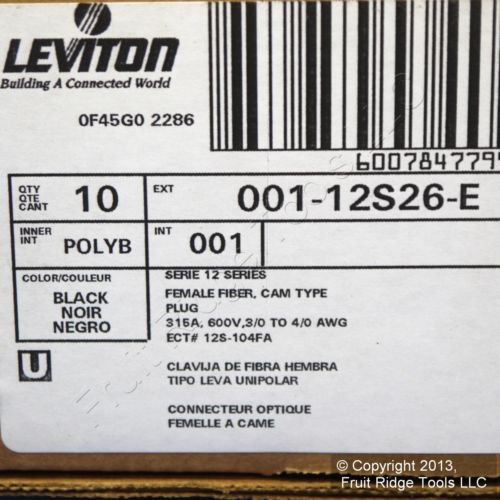 LEVITON
Building A Connected World
0F45G0 2286
QTY
QTE
CANT
10
EXT
001-12S26-E
INNER
INT
POLYB
INT
001
COLOR/COULEUR
BLACK
NOIR
NEGRO
SERIE 12 SERIES
FEMALE FIBER, CAM TYPE
PLUG
315A, 600V,3/0 TO 4/0 AWG
ECT# 12S-104FA
U
CLAVIJA DE FIBRA HEMBRA
TIPO LEVA UNIPOLAR
CONNECTEUR OPTIQUE
FEMELLE A CAME
© Copyright 2013,
Fruit Ridge Tools LLC